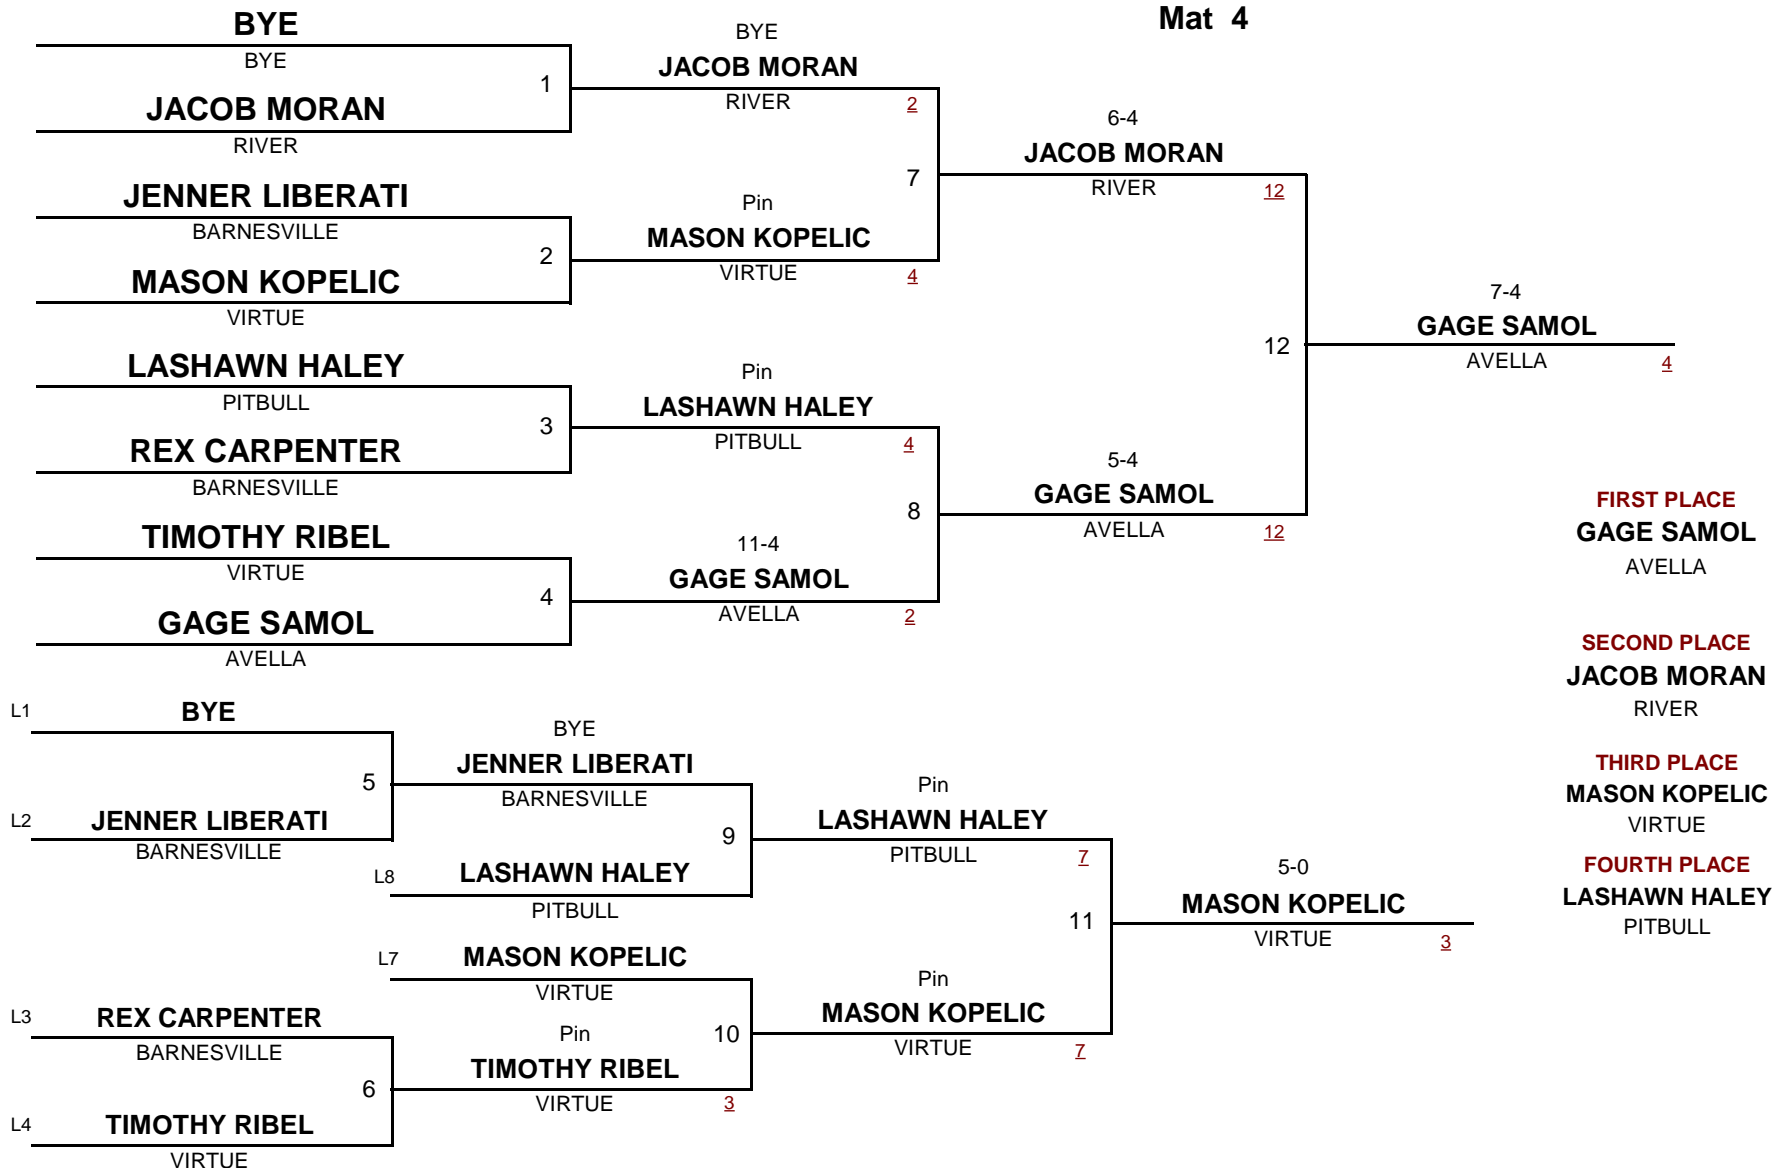 Mat 4
BYE
BYE
1
JACOB MORAN
RIVER
JENNER LIBERATI
BARNESVILLE
2
MASON KOPELIC
VIRTUE
LASHAWN HALEY
PITBULL
3
REX CARPENTER
BARNESVILLE
TIMOTHY RIBEL
VIRTUE
4
GAGE SAMOL
AVELLA
BYE
JACOB MORAN
RIVER
2
7
Pin
MASON KOPELIC
VIRTUE
4
Pin
LASHAWN HALEY
PITBULL
4
8
11-4
GAGE SAMOL
AVELLA
2
6-4
JACOB MORAN
RIVER
12
12
5-4
GAGE SAMOL
AVELLA
12
7-4
GAGE SAMOL
AVELLA
4
FIRST PLACE
GAGE SAMOL
AVELLA
SECOND PLACE
JACOB MORAN
RIVER
THIRD PLACE
MASON KOPELIC
VIRTUE
FOURTH PLACE
LASHAWN HALEY
PITBULL
L1
BYE
5
L2
JENNER LIBERATI
BARNESVILLE
L3
REX CARPENTER
BARNESVILLE
6
L4
TIMOTHY RIBEL
VIRTUE
BYE
JENNER LIBERATI
BARNESVILLE
9
L8
LASHAWN HALEY
PITBULL
L7
MASON KOPELIC
VIRTUE
10
Pin
TIMOTHY RIBEL
VIRTUE
3
Pin
LASHAWN HALEY
PITBULL
7
11
Pin
MASON KOPELIC
VIRTUE
7
5-0
MASON KOPELIC
VIRTUE
3